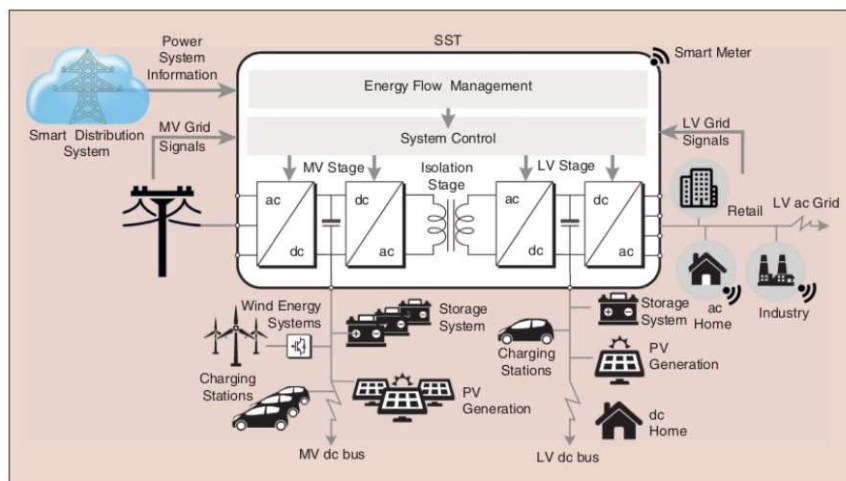 SST
Power
System
Information
Smart Meter
Energy Flow Management
Smart Distribution
System
MV Grid
Signals
System Control
LV Grid
Signals
MV Stage
Isolation
Stage
LV Stage
ac
dc
dc
ac
ac
dc
dc
ac
Retail
LV ac Grid
ac
Home
Industry
Wind Energy
Systems
Storage
System
Charging
Stations
PV
Generation
MV dc bus
Storage
System
Charging
Stations
PV
Generation
dc
Home
LV dc bus